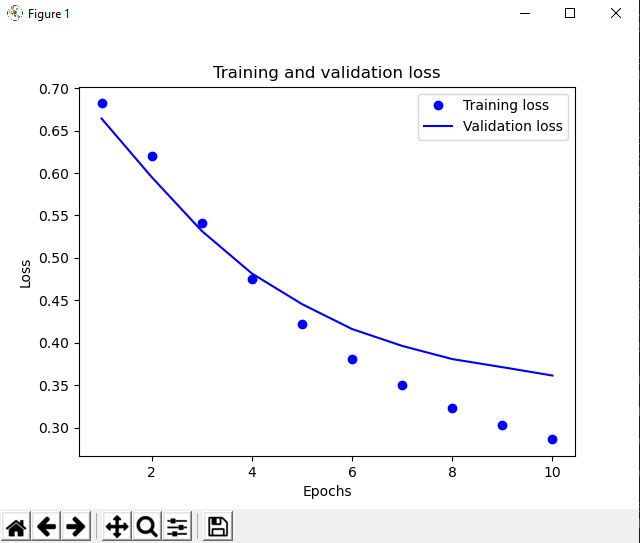 Figure 1
Training and validation loss
Training loss
Validation loss
0.70
0.65
0.60
0.55
0.50
0.45
0.40
0.35
0.30
Loss
2 4 6 8 10
Epochs